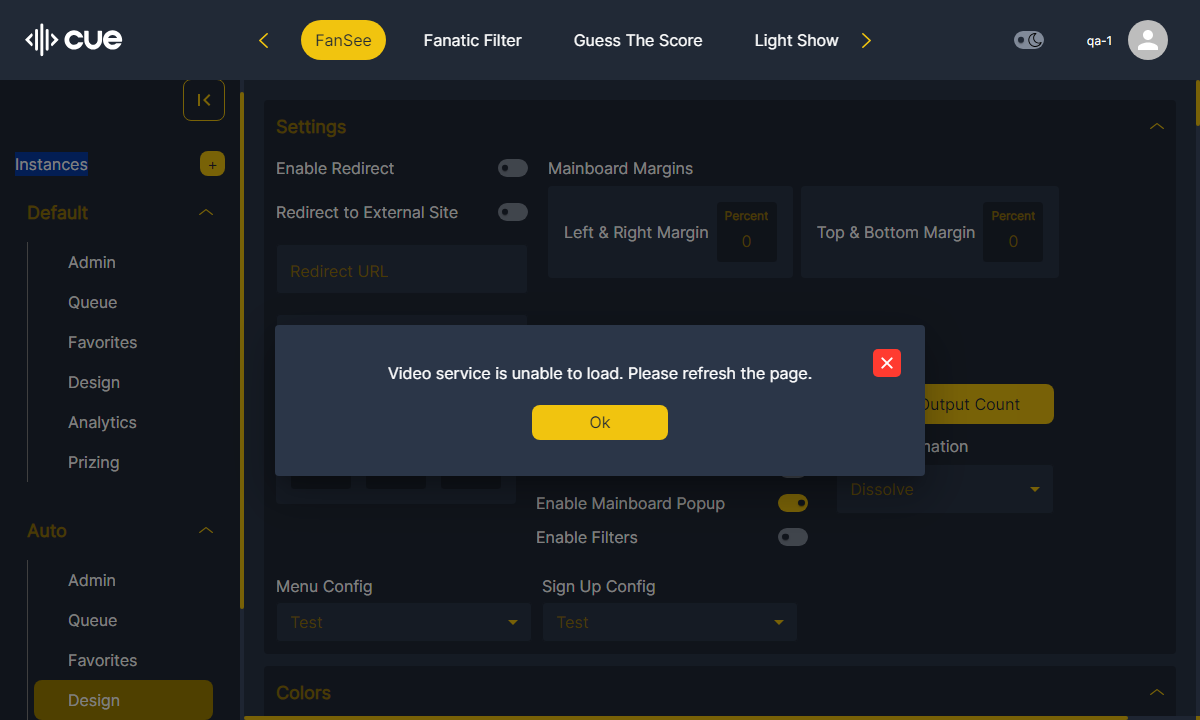 cue
FanSee
Fanatic Filter
Guess The Score
Light Show
qa-1
Instances
+
Default
Admin
Queue
Favorites
Design
Analytics
Prizing
Auto
Admin
Queue
Favorites
Design
Settings
Enable Redirect
Redirect to External Site
Redirect URL
Mainboard Margins
Left & Right Margin
Percent
0
Top & Bottom Margin
Percent
0
Video service is unable to load. Please refresh the page.
Ok
Output Count
Dissolve
Enable Mainboard Popup
Enable Filters
Menu Config
Test
Sign Up Config
Test
Colors